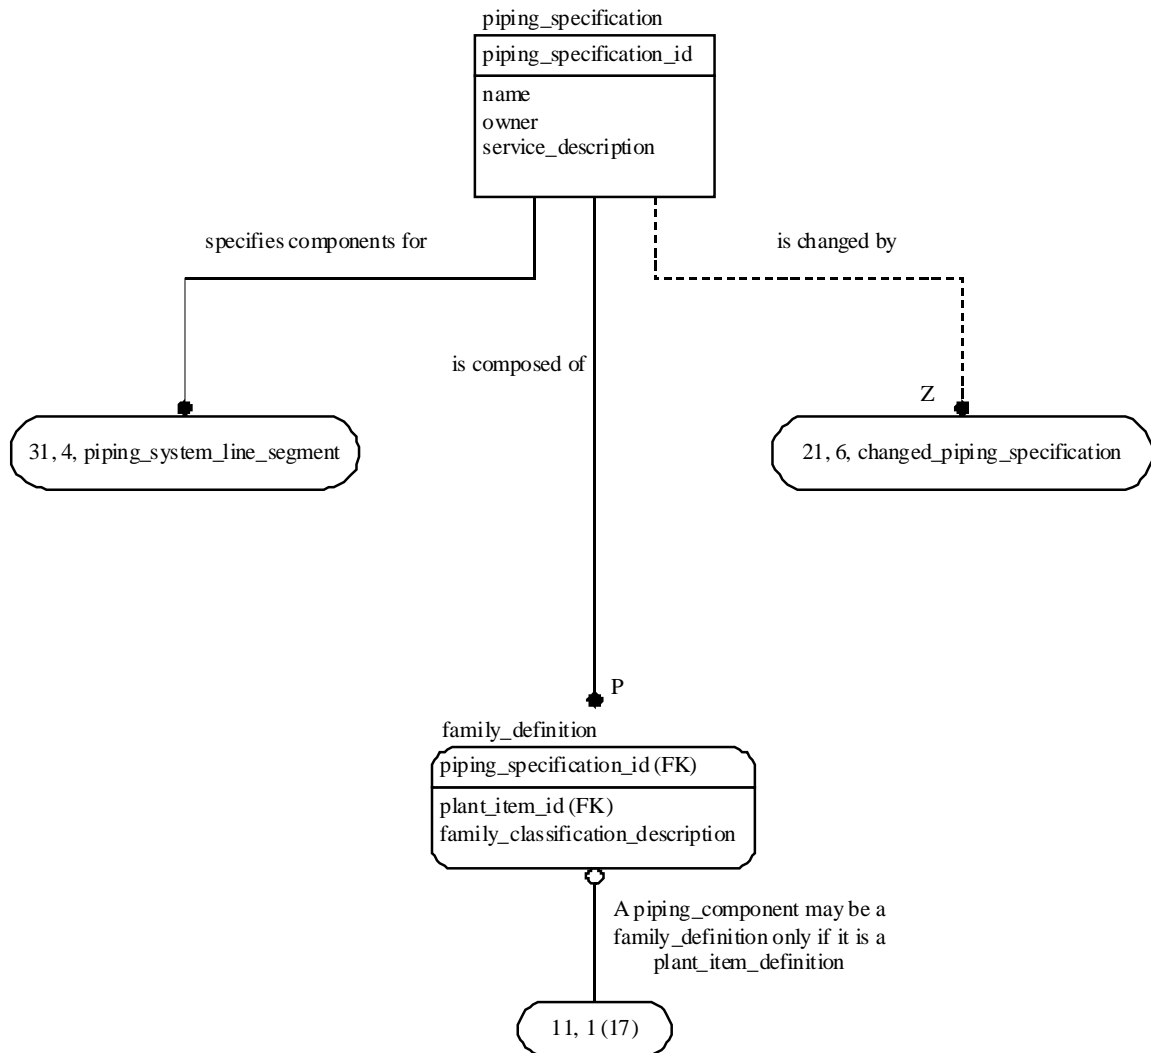 piping_specification
piping_specification_id
name
owner
service_description
specifies components for
is changed by
is composed of
Z
31, 4, piping_system_line_segment
21, 6, changed_piping_specification
P
family_definition
piping_specification_id (FK)
plant_item_id (FK)
family_classification_description
A piping_component may be a
family_definition only if it is a
plant_item_definition
11, 1 (17)